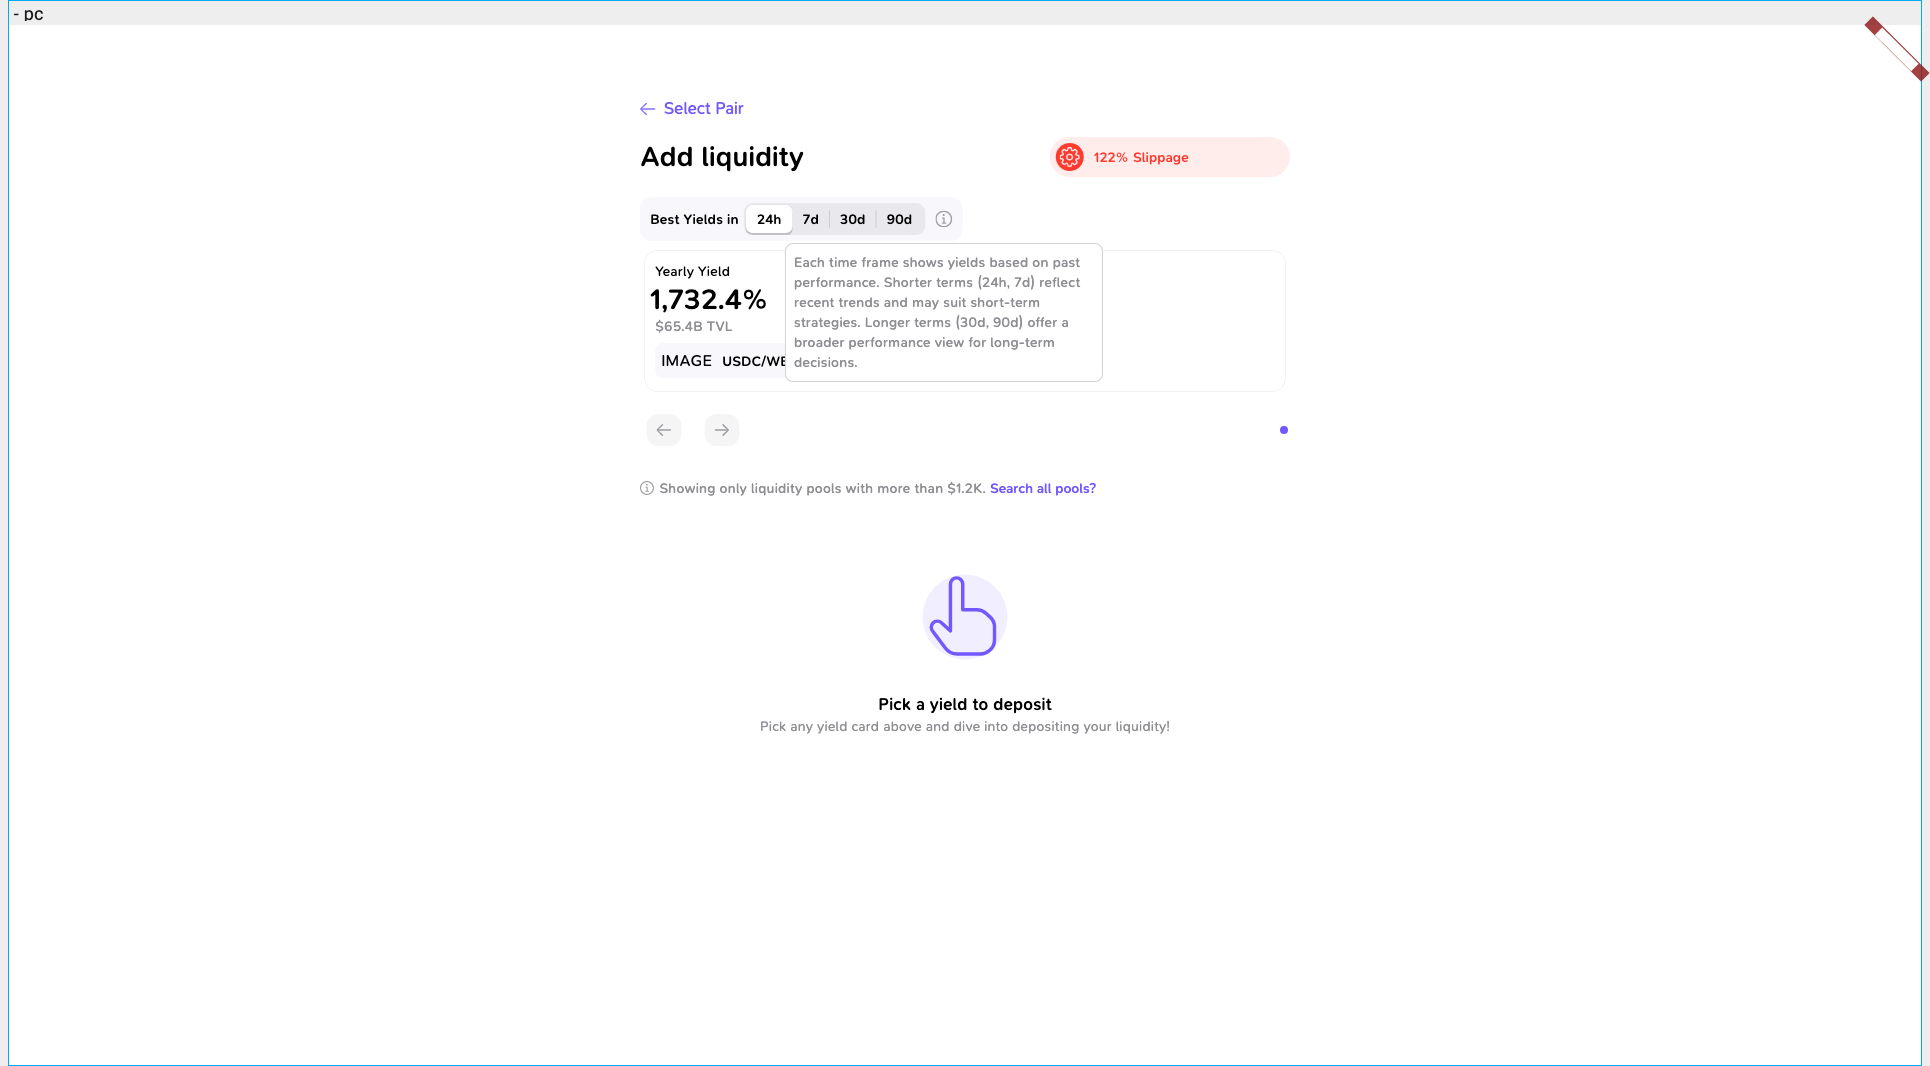 - pc
Select Pair
Add liquidity
122% Slippage
Best Yields in 24h 7d 30d 90d
Yearly Yield
1,732.4%
$65.4B TVL
IMAGE USDC/WE
Each time frame shows yields based on past
performance. Shorter terms (24h, 7d) reflect
recent trends and may suit short-term
strategies. Longer terms (30d, 90d) offer a
broader performance view for long-term
decisions.
Showing only liquidity pools with more than $1.2K. Search all pools?
Pick a yield to deposit
Pick any yield card above and dive into depositing your liquidity!